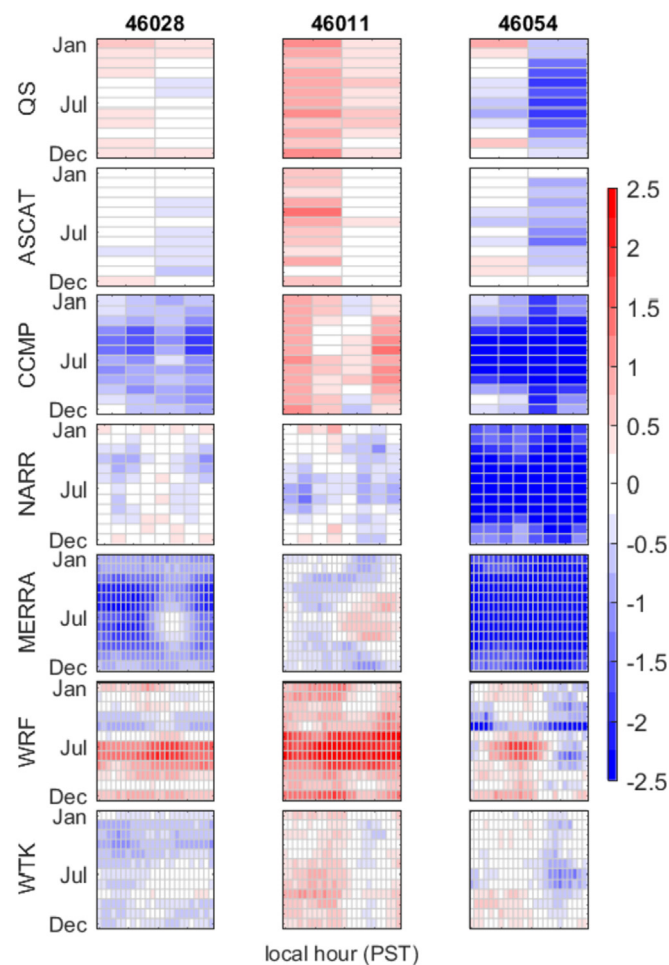 46028 46011 46054
QS Jan Jul Dec
ASCAT Jan Jul Dec
CCMP Jan Jul Dec
NARR Jan Jul Dec
MERRA Jan Jul Dec
WRF Jan Jul Dec
WTK Jan Jul Dec
2.5
2
1.5
1
0.5
0
-0.5
-1
-1.5
-2
-2.5
local hour (PST)